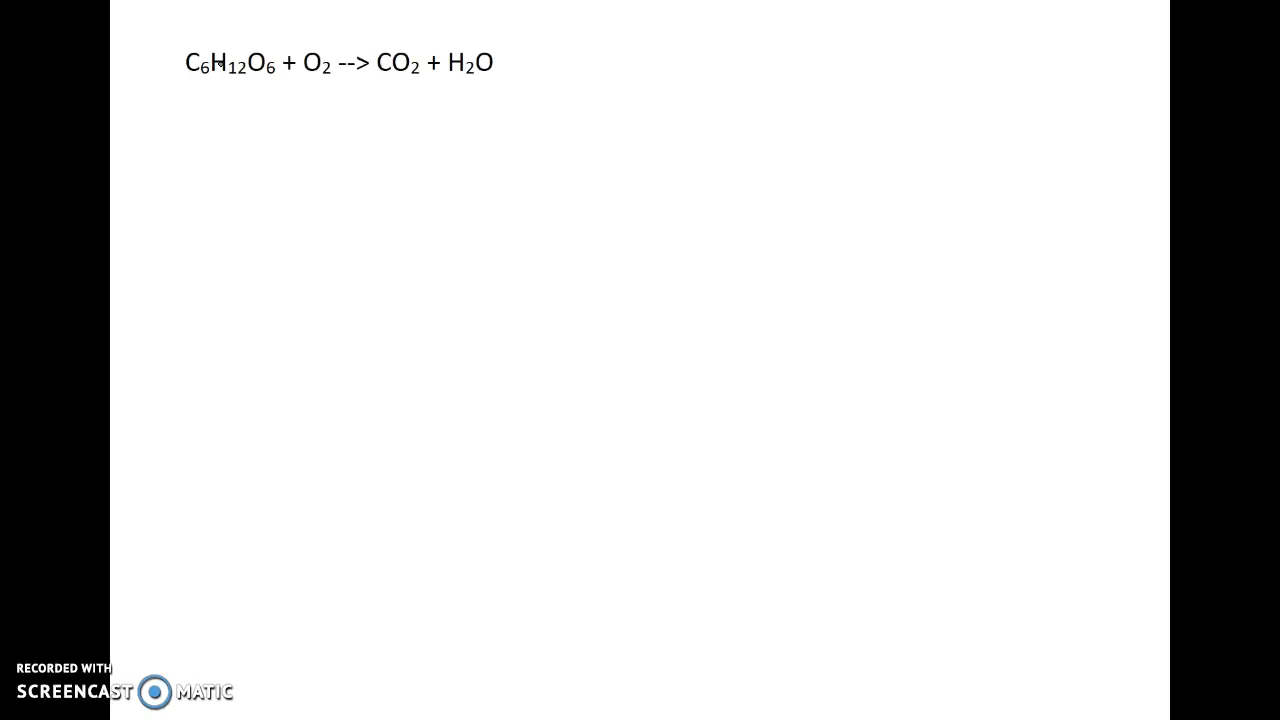 C₆H₁₂O₆ + O₂ --> CO₂ + H₂O
RECORDED WITH
SCREENCAST MATIC